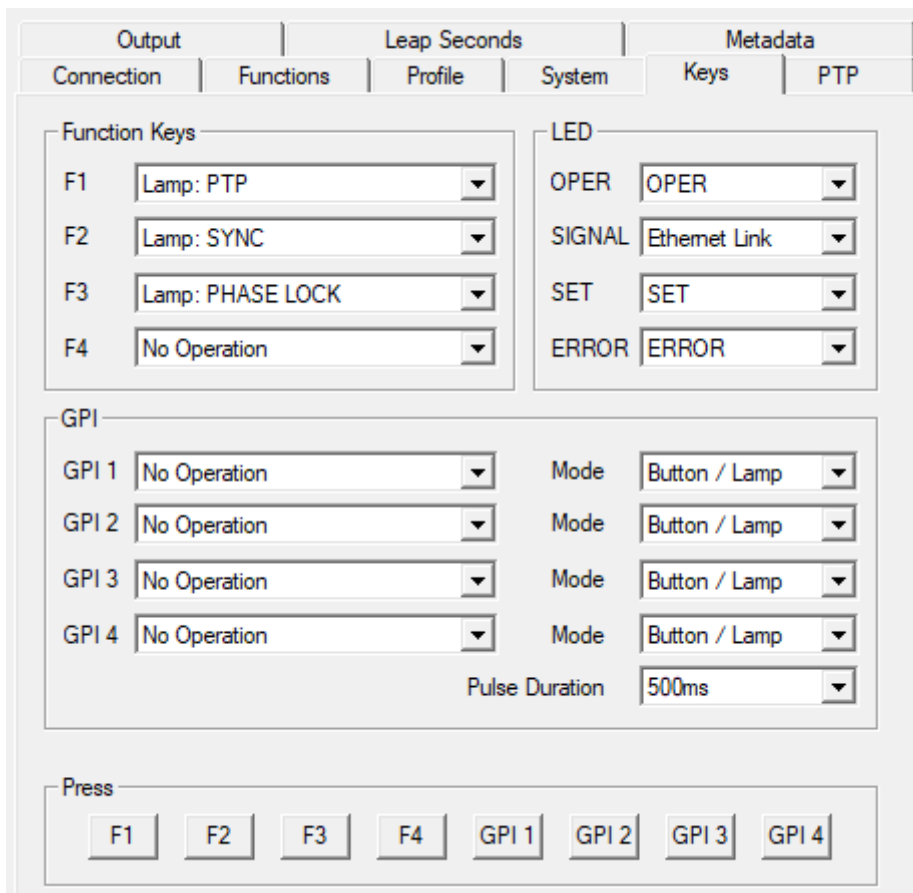 Output Leap Seconds Metadata
Connection Functions Profile System Keys PTP
Function Keys
F1 Lamp: PTP
F2 Lamp: SYNC
F3 Lamp: PHASE LOCK
F4 No Operation
LED
OPER OPER
SIGNAL Ethernet Link
SET SET
ERROR ERROR
GPI
GPI 1 No Operation Mode Button / Lamp
GPI 2 No Operation Mode Button / Lamp
GPI 3 No Operation Mode Button / Lamp
GPI 4 No Operation Mode Button / Lamp
Pulse Duration 500ms
Press
F1 F2 F3 F4 GPI 1 GPI 2 GPI 3 GPI 4